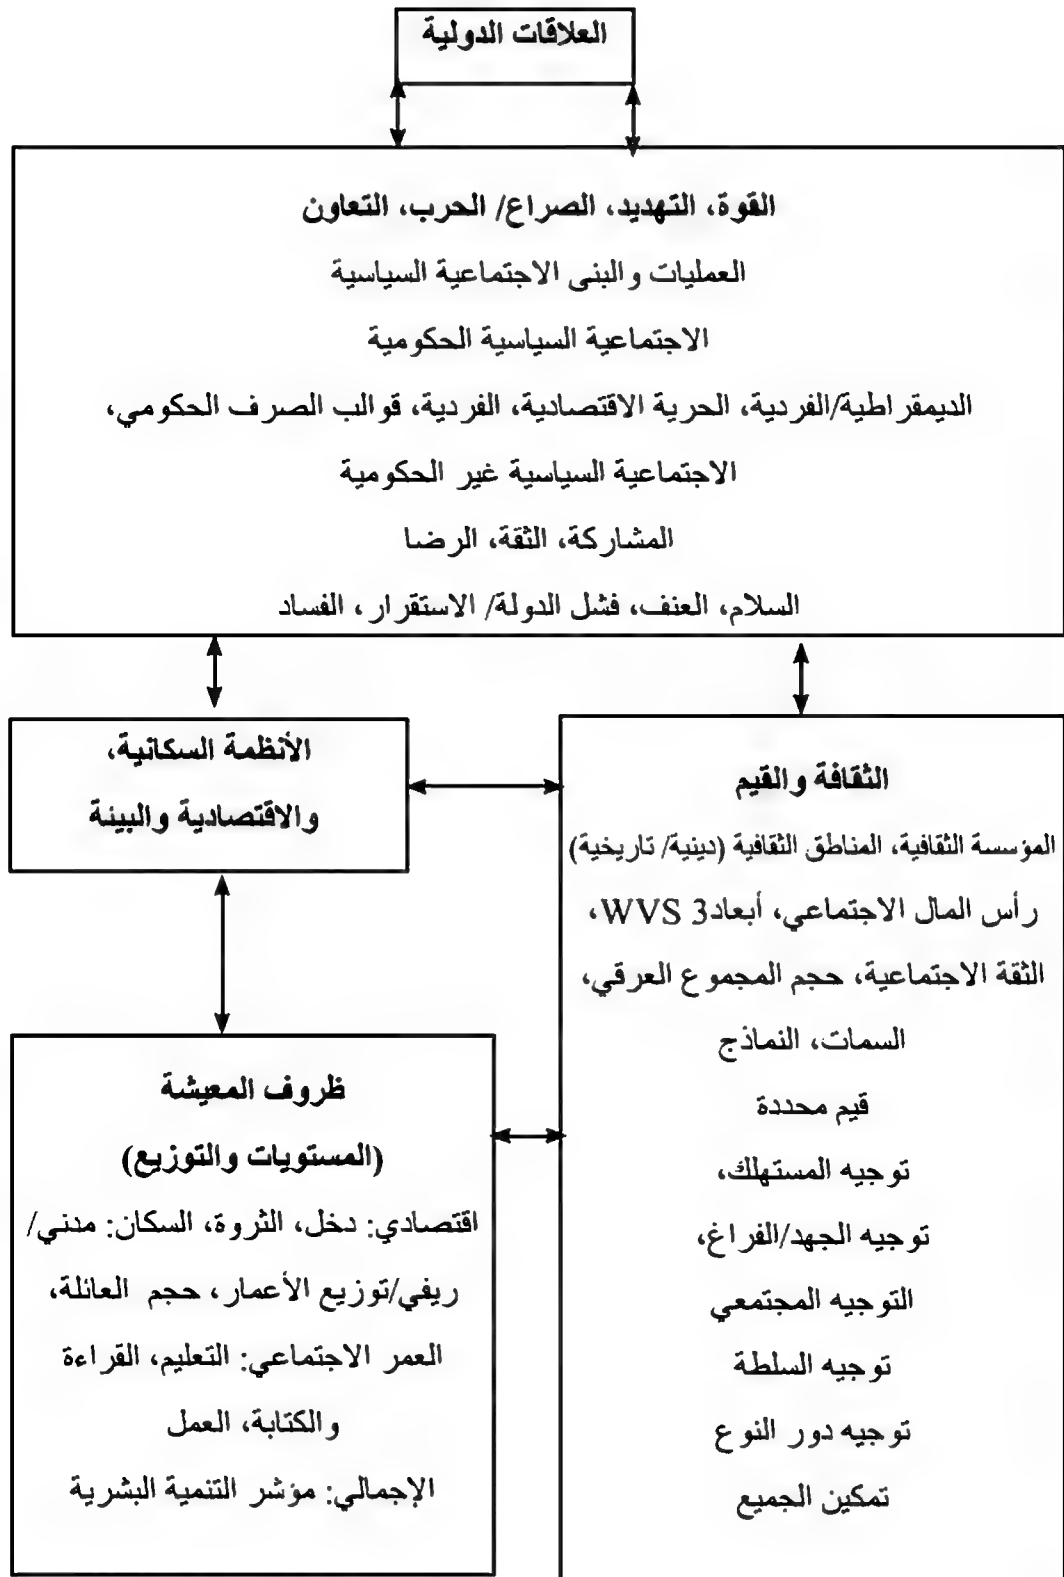 العلاقات الدولية
القوة، التهديد، الصراع/ الحرب، التعاون
العمليات والبنى الاجتماعية السياسية
الاجتماعية السياسية الحكومية
الديمقراطية/الفردية، الحرية الاقتصادية، الفردية، قوالب الصرف الحكومي،
الاجتماعية السياسية غير الحكومية
المشاركة، الثقة، الرضا
السلام، العنف، فشل الدولة/ الاستقرار، الفساد
الأنظمة السكانية،
والاقتصادية والبيئة
الثقافة والقيم
المؤسسة الثقافية، المناطق الثقافية (دينية/ تاريخية)
رأس المال الاجتماعي، أبعاد3 WVS،
الثقة الاجتماعية، حجم المجموع العرقي،
السمات، النماذج
قيم محددة
توجيه المستهلك،
توجيه الجهد/الفراغ،
التوجيه المجتمعي
توجيه السلطة
توجيه دور النوع
تمكين الجميع
ظروف المعيشة
(المستويات والتوزيع)
اقتصادي: دخل، الثروة، السكان: مدني/
ريفي/توزيع الأعمار، حجم العائلة،
العمر الاجتماعي: التعليم، القراءة
والكتابة، العمل
الإجمالي: مؤشر التنمية البشرية